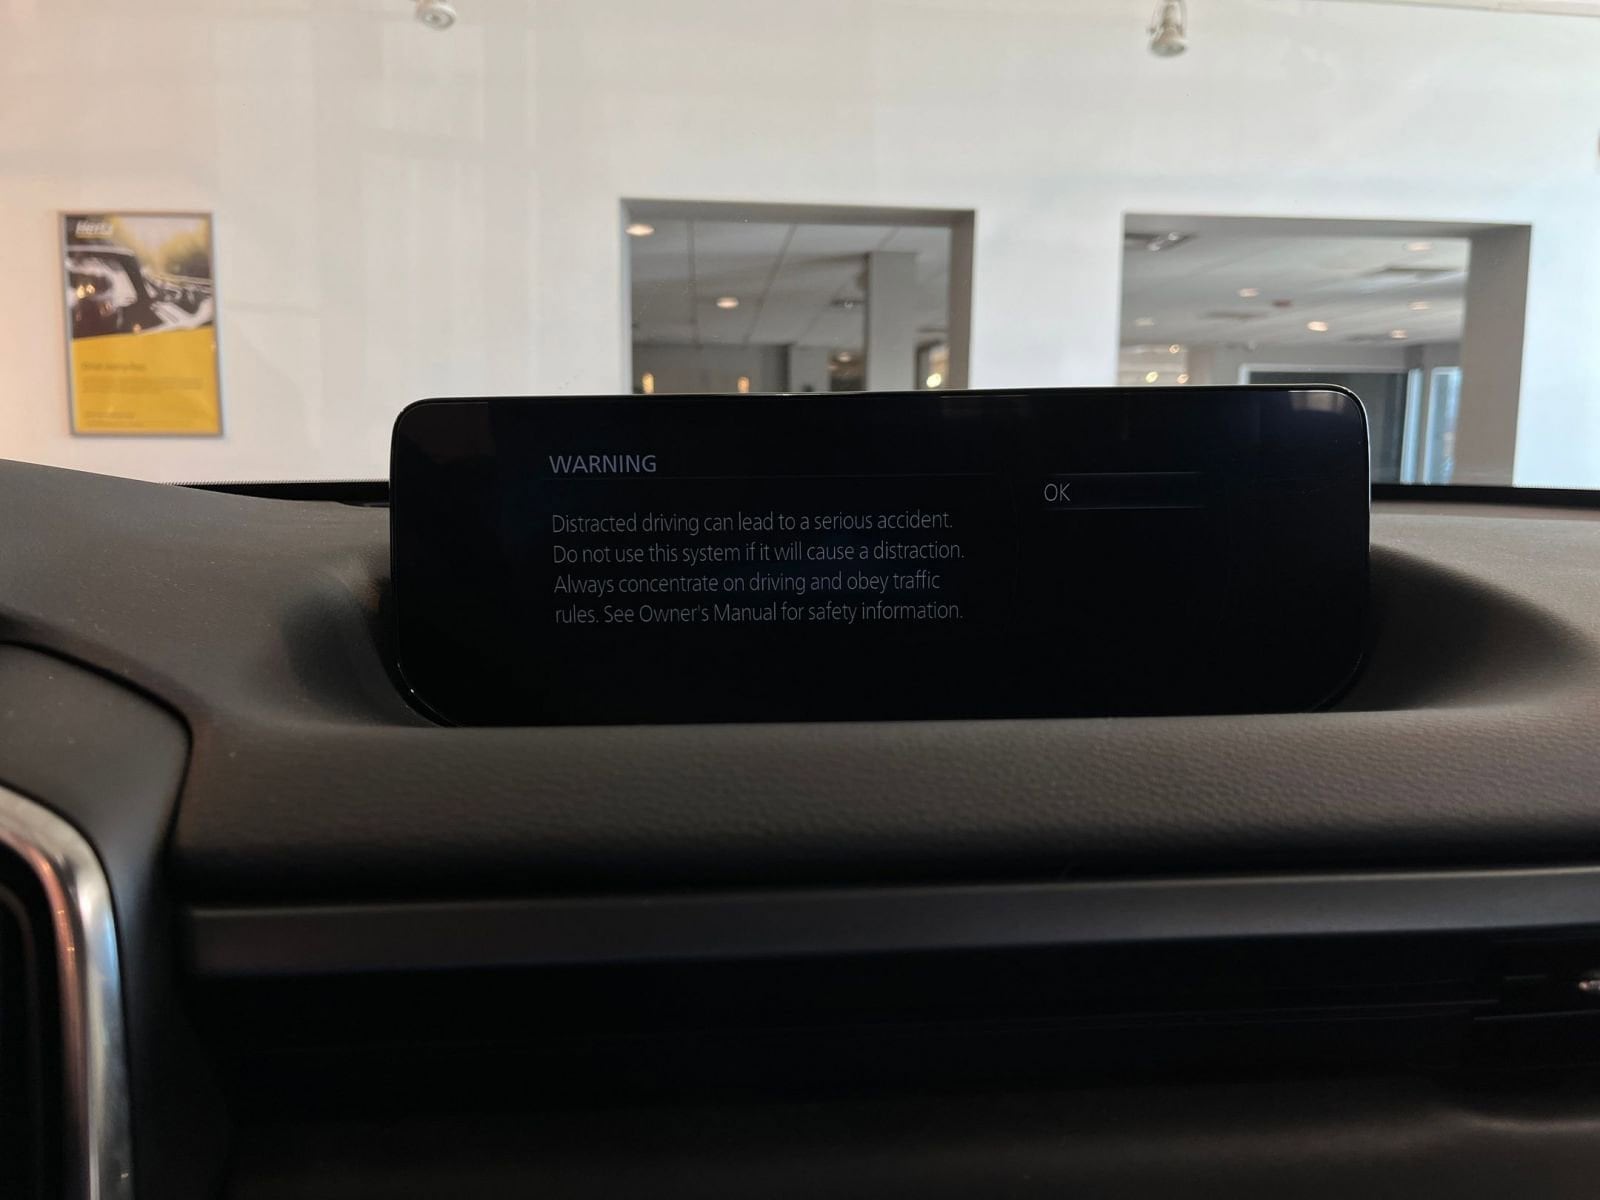 Hertz
WARNING
Distracted driving can lead to a serious accident.
Do not use this system if it will cause a distraction.
Always concentrate on driving and obey traffic
rules. See Owner's Manual for safety information.
OK